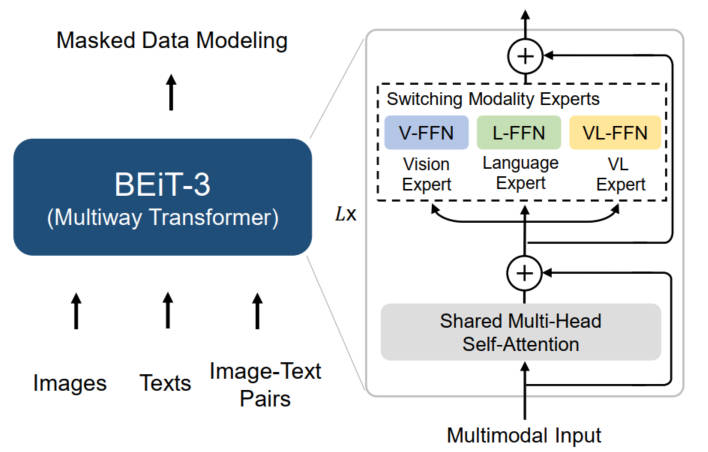 Masked Data Modeling
BEiT-3
(Multiway Transformer)
Images
Texts
Image-Text
Pairs
Lx
Switching Modality Experts
V-FFN
L-FFN
VL-FFN
Vision
Expert
Language
Expert
VL
Expert
Shared Multi-Head
Self-Attention
Multimodal Input